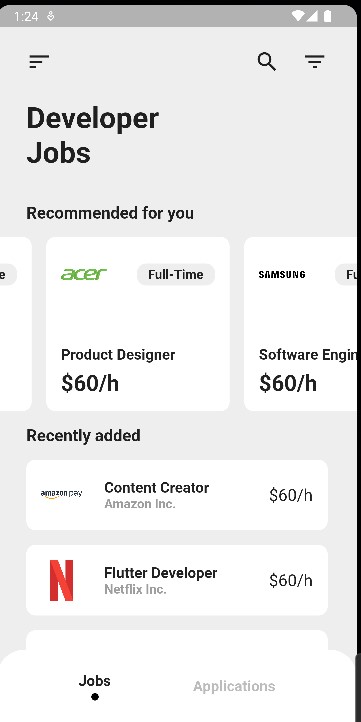 1:24
Developer
Jobs
Recommended for you
e
acer
Full-Time
SAMSUNG
Fu
Product Designer
Software Engin
$60/h
$60/h
Recently added
amazon pay
Content Creator
Amazon Inc.
$60/h
Flutter Developer
Netflix Inc.
$60/h
Jobs
Applications